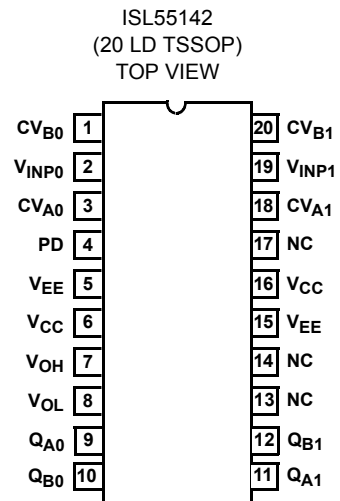 ISL55142
(20 LD TSSOP)
TOP VIEW
CVB0 1 20 CVB1
VINP0 2 19 VINP1
CVA0 3 18 CVA1
PD 4 17 NC
VEE 5 16 VCC
VCC 6 15 VEE
VOH 7 14 NC
VOL 8 13 NC
QA0 9 12 QB1
QB0 10 11 QA1